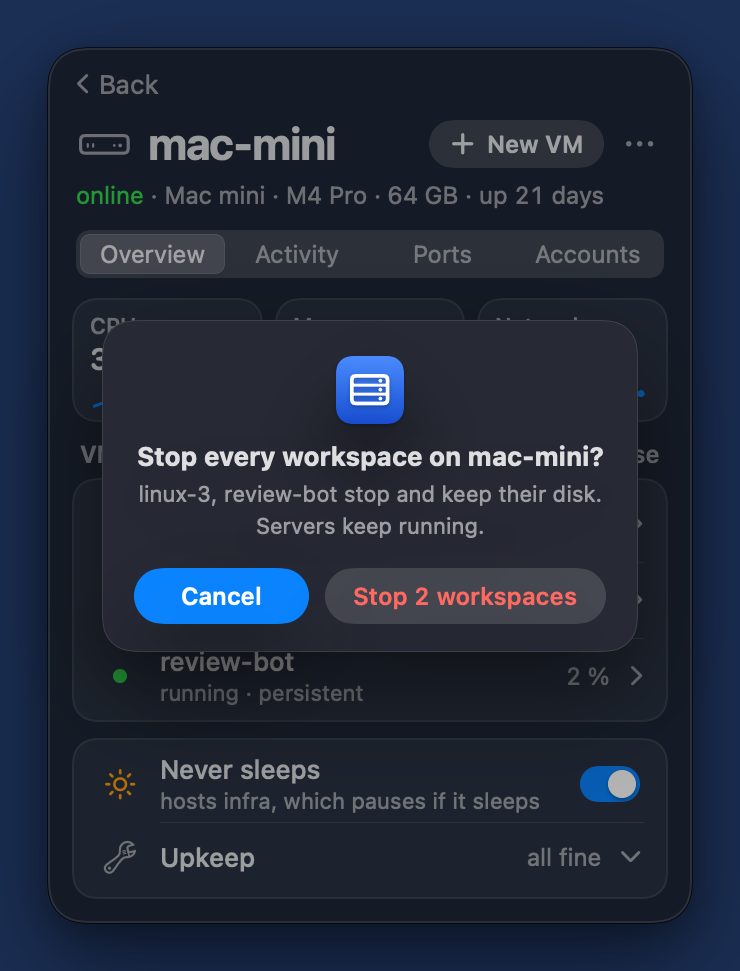 Back
mac-mini
New VM
online · Mac mini · M4 Pro · 64 GB · up 21 days
Overview
Activity
Ports
Accounts
Stop every workspace on mac-mini?
linux-3, review-bot stop and keep their disk.
Servers keep running.
Cancel
Stop 2 workspaces
review-bot
running · persistent
2 %
Never sleeps
hosts infra, which pauses if it sleeps
Upkeep
all fine